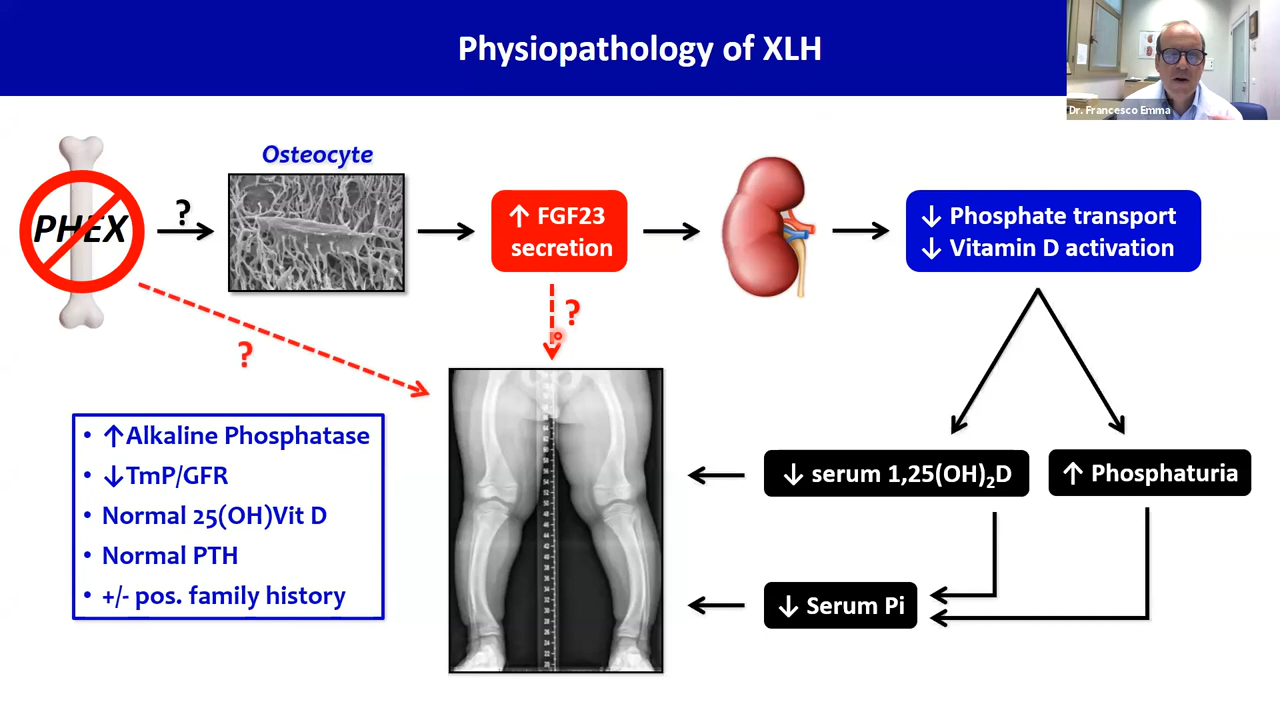 Physiopathology of XLH
Dr. Francesco Emma
Osteocyte
PHEX
?
↑ FGF23
secretion
↓ Phosphate transport
↓ Vitamin D activation
?
?
• ↑Alkaline Phosphatase
• ↓TmP/GFR
• Normal 25(OH)Vit D
• Normal PTH
• +/- pos. family history
↓ serum 1,25(OH)₂D
↑ Phosphaturia
↓ Serum Pi